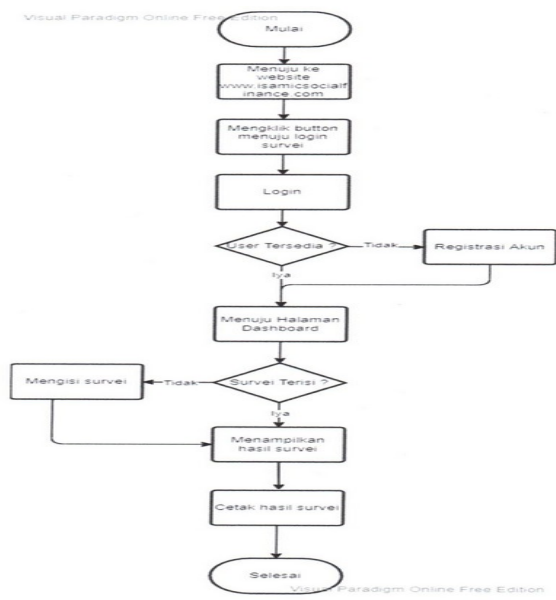 Visual Paradigm Online Free Edition
Mulai
Menuju ke
website
www.isamicsocialf
inance.com
Mengklik button
menuju login
survei
Login
User Tersedia ?
Tidak
Registrasi Akun
Iya
Menuju Halaman
Dashboard
Mengisi survei
Tidak
Survei Terisi ?
Iya
Menampilkan
hasil survei
Cetak hasil survei
Selesai
Visual Paradigm Online Free Edition